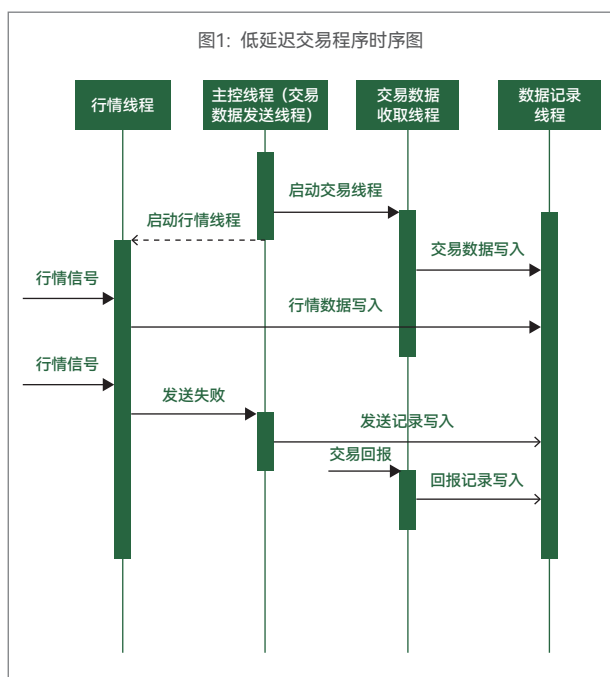 图1: 低延迟交易程序时序图
行情线程
主控线程（交易
数据发送线程）
交易数据
收取线程
数据记录
线程
启动交易线程
启动行情线程
交易数据写入
行情信号
行情数据写入
行情信号
发送失败
发送记录写入
交易回报
回报记录写入